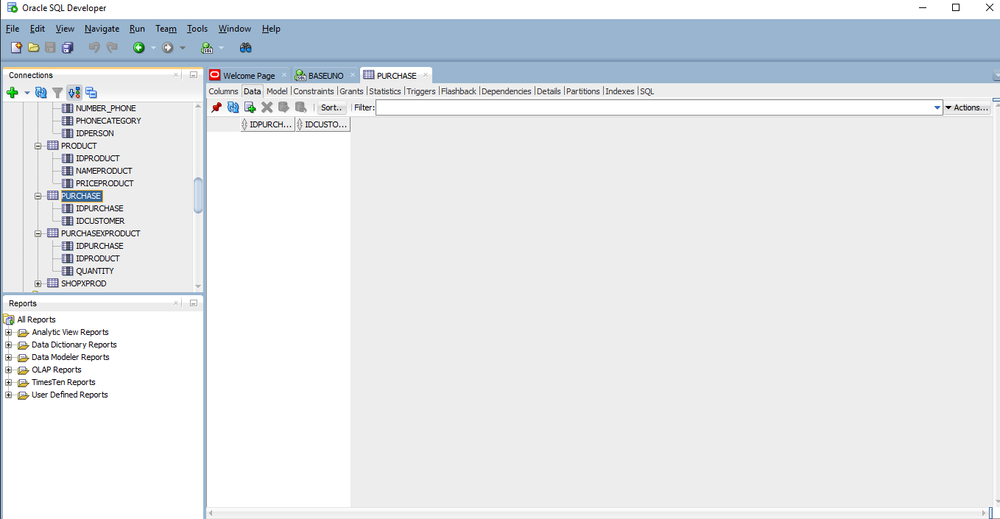 Oracle SQL Developer
File Edit View Navigate Run Team Tools Window Help
Connections
NUMBER_PHONE
PHONECATEGORY
IDPERSON
PRODUCT
IDPRODUCT
NAMEPRODUCT
PRICEPRODUCT
PURCHASE
IDPURCHASE
IDCUSTOMER
PURCHASEXPRODUCT
IDPURCHASE
IDPRODUCT
QUANTITY
SHOPXPROD
Reports
All Reports
Analytic View Reports
Data Dictionary Reports
Data Modeler Reports
OLAP Reports
TimesTen Reports
User Defined Reports
Welcome Page BASEUNO PURCHASE
Columns Data Model Constraints Grants Statistics Triggers Flashback Dependencies Details Partitions Indexes SQL
Sort.. Filter: Actions...
IDPURCH... IDCUSTO...